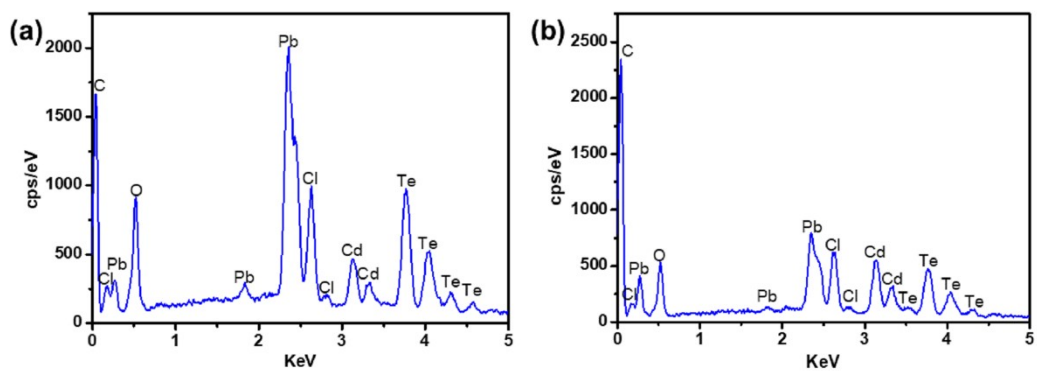 (a)
cps/eV
2000
1500
1000
500
0
C
Cl
Pb
O
Pb
Pb
Cl
Cl
Cd
Cd
Te
Te
Te
Te
0 1 2 3 4 5
KeV
(b)
cps/eV
2500
2000
1500
1000
500
0
C
Cl
Pb
O
Pb
Pb
Cl
Cl
Cd
Cd
Te
Te
Te
Te
0 1 2 3 4 5
KeV